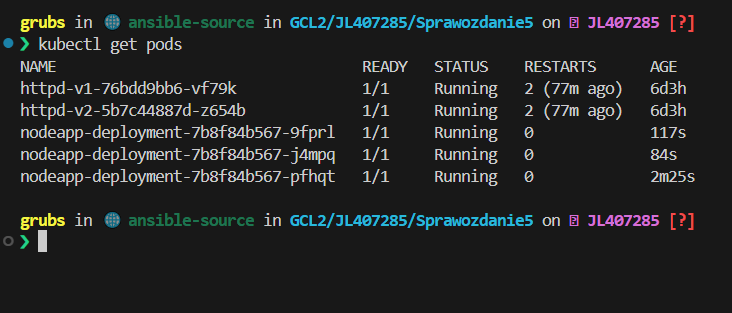 grubs in 🌐 ansible-source in GCL2/JL407285/Sprawozdanie5 on JL407285 [?]
❯ kubectl get pods
NAME READY STATUS RESTARTS AGE
httpd-v1-76bdd9bb6-vf79k 1/1 Running 2 (77m ago) 6d3h
httpd-v2-5b7c44887d-z654b 1/1 Running 2 (77m ago) 6d3h
nodeapp-deployment-7b8f84b567-9fprl 1/1 Running 0 117s
nodeapp-deployment-7b8f84b567-j4mpq 1/1 Running 0 84s
nodeapp-deployment-7b8f84b567-pfhqt 1/1 Running 0 2m25s
grubs in 🌐 ansible-source in GCL2/JL407285/Sprawozdanie5 on JL407285 [?]
❯